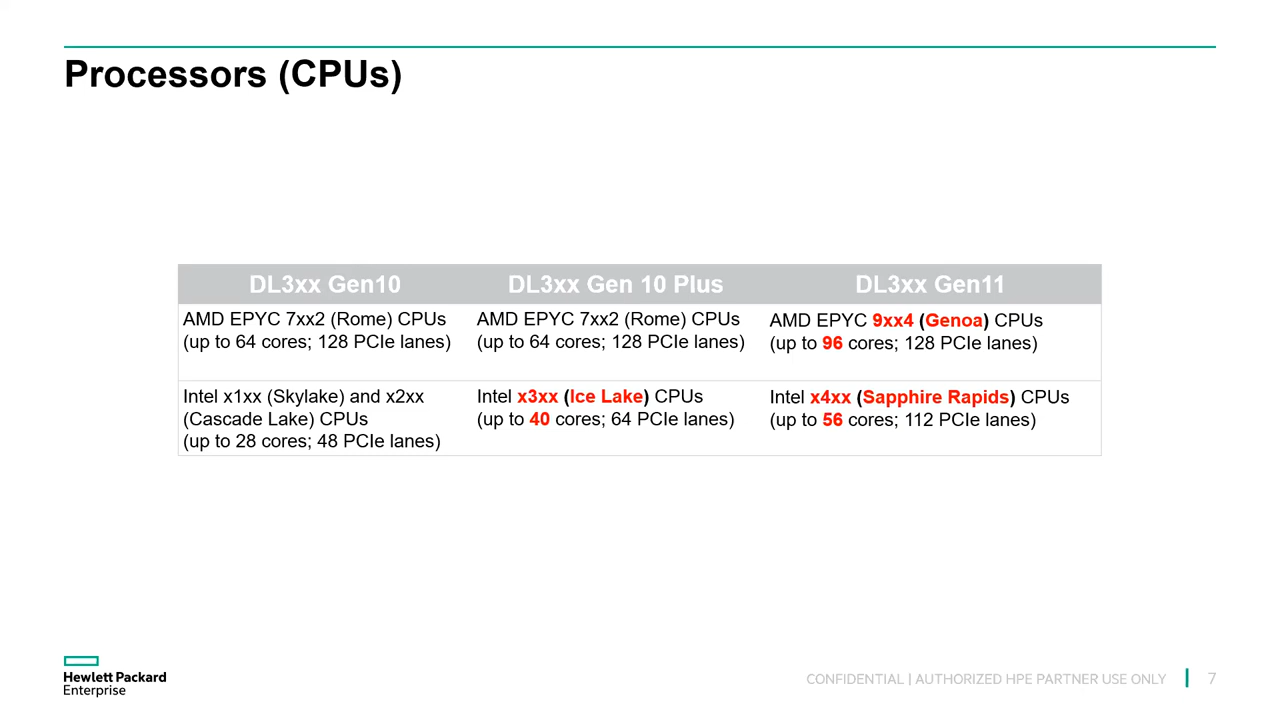 Processors (CPUs)
DL3xx Gen10
DL3xx Gen 10 Plus
DL3xx Gen11
AMD EPYC 7xx2 (Rome) CPUs
(up to 64 cores; 128 PCIe lanes)
AMD EPYC 7xx2 (Rome) CPUs
(up to 64 cores; 128 PCIe lanes)
AMD EPYC 9xx4 (Genoa) CPUs
(up to 96 cores; 128 PCIe lanes)
Intel x1xx (Skylake) and x2xx
(Cascade Lake) CPUs
(up to 28 cores; 48 PCIe lanes)
Intel x3xx (Ice Lake) CPUs
(up to 40 cores; 64 PCIe lanes)
Intel x4xx (Sapphire Rapids) CPUs
(up to 56 cores; 112 PCIe lanes)
Hewlett Packard
Enterprise
CONFIDENTIAL | AUTHORIZED HPE PARTNER USE ONLY
7